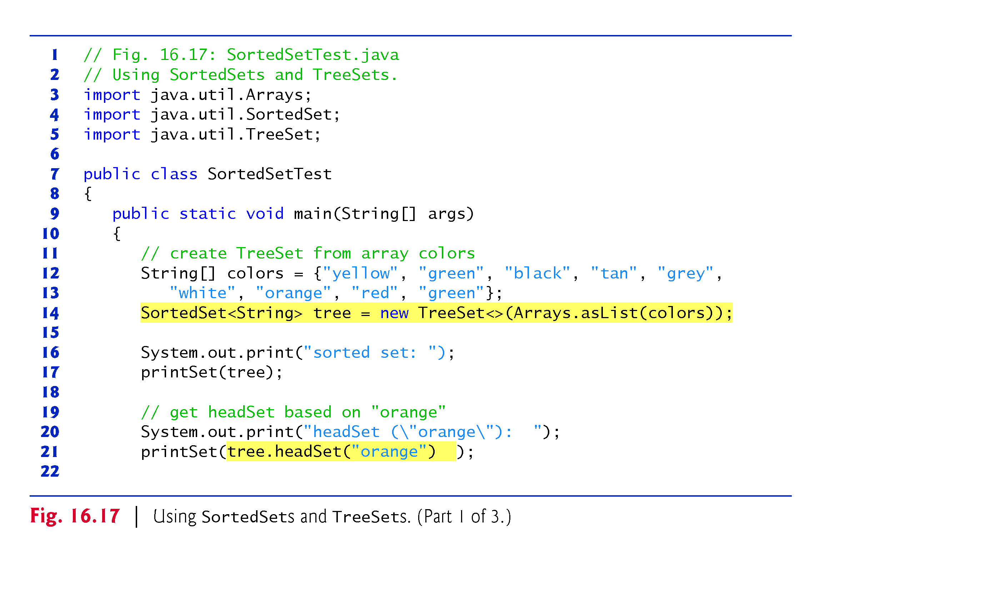 1 // Fig. 16.17: SortedSetTest.java
2 // Using SortedSets and TreeSets.
3 import java.util.Arrays;
4 import java.util.SortedSet;
5 import java.util.TreeSet;
6
7 public class SortedSetTest
8 {
9    public static void main(String[] args)
10    {
11       // create TreeSet from array colors
12       String[] colors = {"yellow", "green", "black", "tan", "grey",
13          "white", "orange", "red", "green"};
14       SortedSet<String> tree = new TreeSet<>(Arrays.asList(colors));
15
16       System.out.print("sorted set: ");
17       printSet(tree);
18
19       // get headSet based on "orange"
20       System.out.print("headSet (\"orange\"):  ");
21       printSet(tree.headSet("orange")  );
22
Fig. 16.17 | Using SortedSets and TreeSets. (Part 1 of 3.)